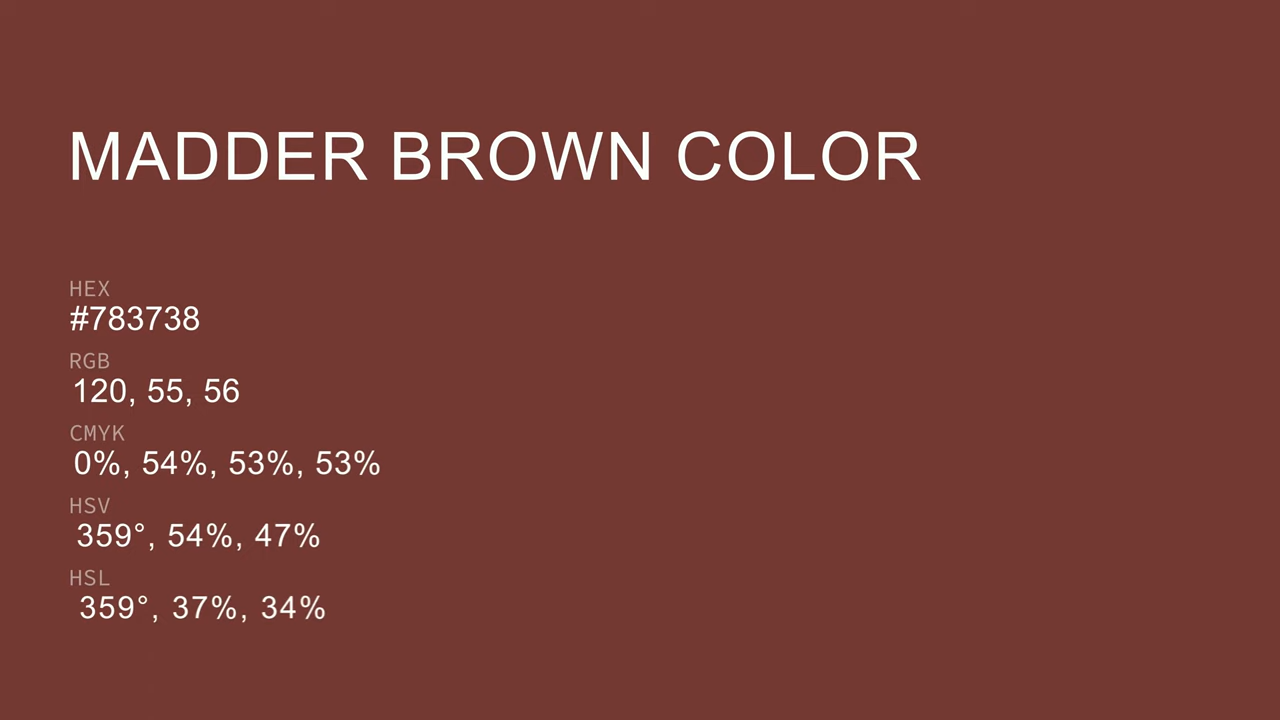 MADDER BROWN COLOR
HEX
#783738
RGB
120, 55, 56
CMYK
0%, 54%, 53%, 53%
HSV
359°, 54%, 47%
HSL
359°, 37%, 34%